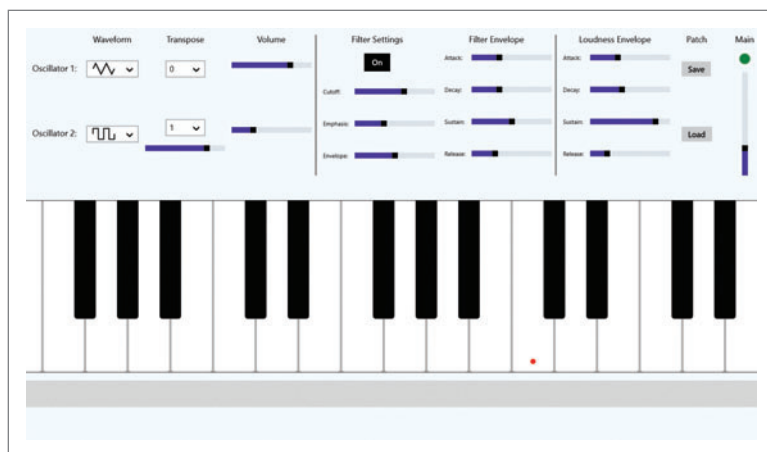 Waveform Transpose Volume Filter Settings Filter Envelope Loudness Envelope Patch Main
Oscillator 1: 0 On Attack: Attack: Save
Cutoff: Decay: Decay:
Oscillator 2: 1 Emphasis: Sustain: Sustain: Load
Envelope: Release: Release: